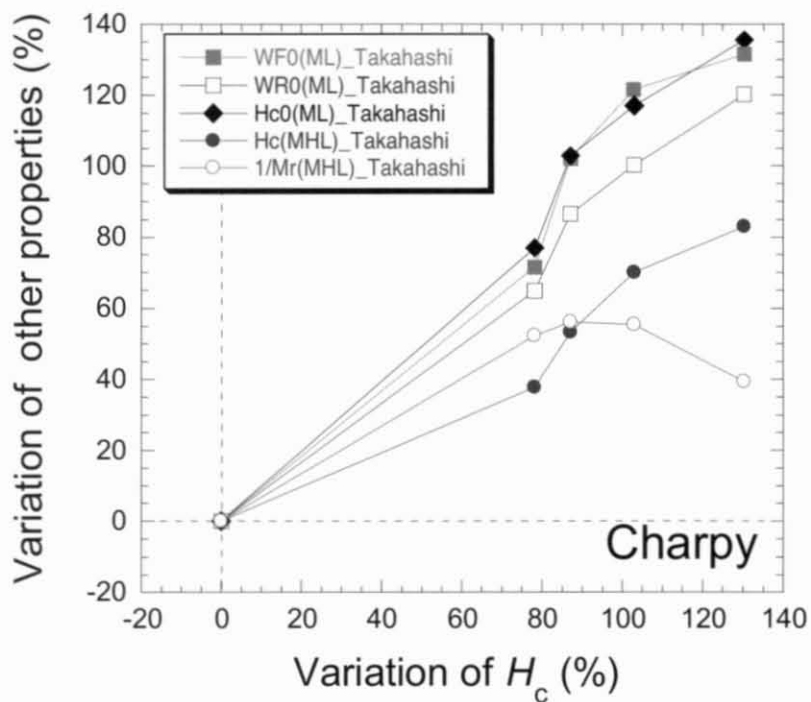 140
120
100
80
60
40
20
0
-20
Variation of other properties (%)
WF0(ML)_Takahashi
WR0(ML)_Takahashi
Hc0(ML)_Takahashi
Hc(MHL)_Takahashi
1/Mr(MHL)_Takahashi
Charpy
-20 0 20 40 60 80 100 120 140
Variation of Hc (%)